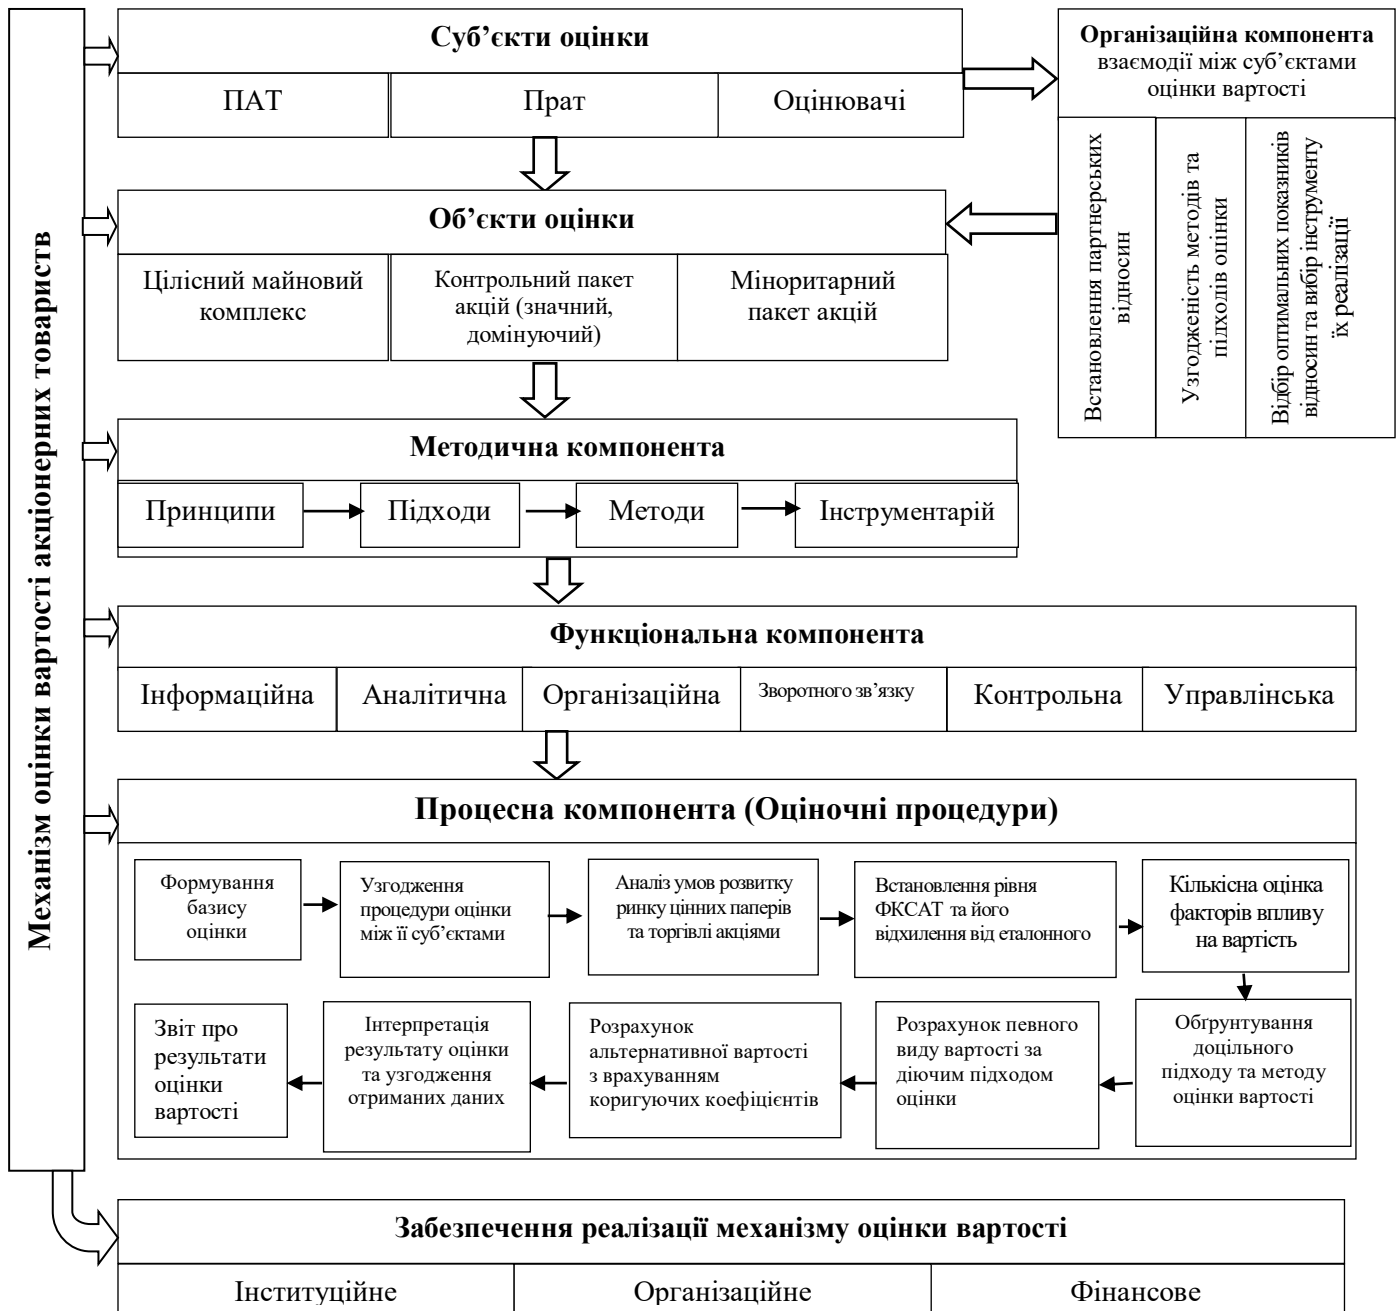 Механізм оцінки вартості акціонерних товариств
Суб’єкти оцінки
ПАТ
Прат
Оцінювачі
Організаційна компонента
взаємодії між суб’єктами
оцінки вартості
Встановлення партнерських
відносин
Узгодженість методів та
підходів оцінки
Відбір оптимальних показників
відносин та вибір інструменту
їх реалізації
Об’єкти оцінки
Цілісний майновий
комплекс
Контрольний пакет
акцій (значний,
домінуючий)
Міноритарний
пакет акцій
Методична компонента
Принципи
Підходи
Методи
Інструментарій
Функціональна компонента
Інформаційна
Аналітична
Організаційна
Зворотного зв’язку
Контрольна
Управлінська
Процесна компонента (Оціночні процедури)
Формування
базису
оцінки
Узгодження
процедури оцінки
між її суб’єктами
Аналіз умов розвитку
ринку цінних паперів
та торгівлі акціями
Встановлення рівня
ФКСАТ та його
відхилення від еталонного
Кількісна оцінка
факторів впливу
на вартість
Обґрунтування
доцільного
підходу та методу
оцінки вартості
Розрахунок певного
виду вартості за
діючим підходом
оцінки
Розрахунок
альтернативної вартості
з врахуванням
коригуючих коефіцієнтів
Інтерпретація
результату оцінки
та узгодження
отриманих даних
Звіт про
результати
оцінки
вартості
Забезпечення реалізації механізму оцінки вартості
Інституційне
Організаційне
Фінансове